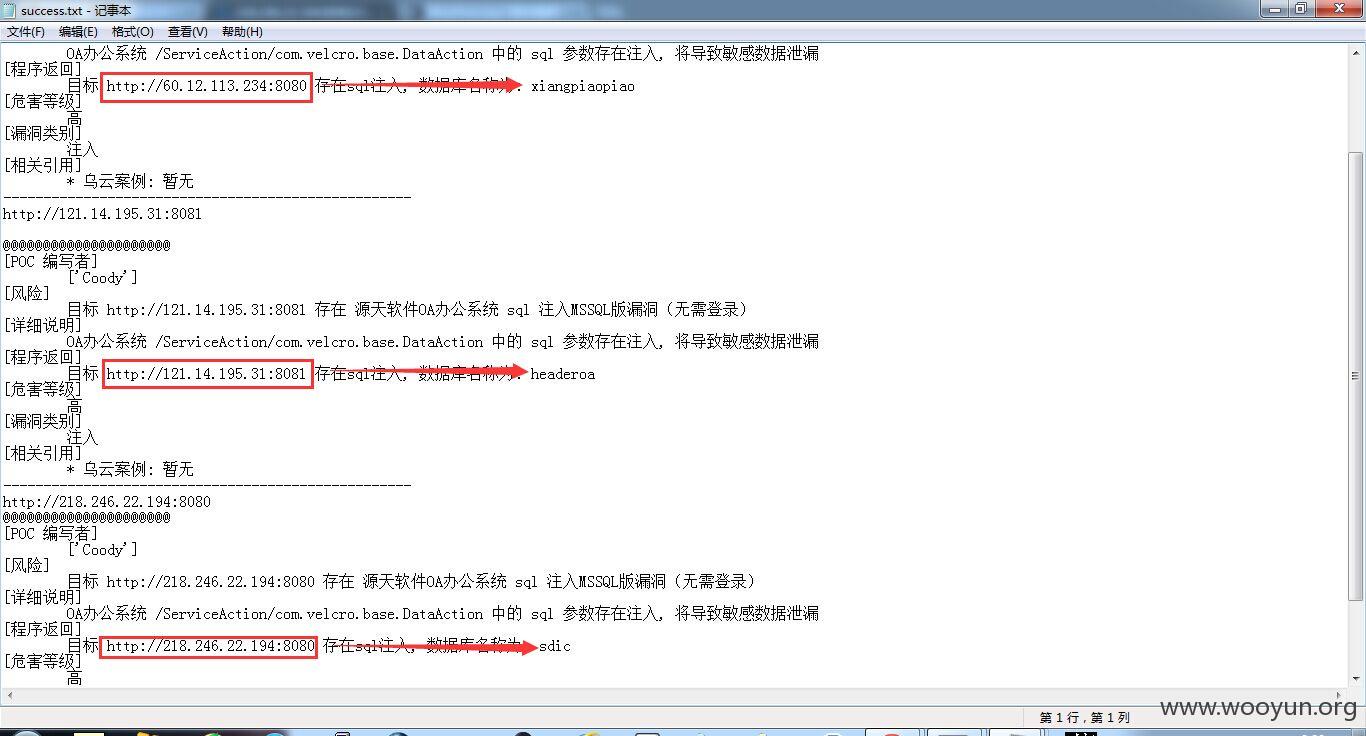 success.txt - 记事本
文件(F) 编辑(E) 格式(O) 查看(V) 帮助(H)
OA办公系统 /ServiceAction/com.velcro.base.DataAction 中的 sql 参数存在注入, 将导致敏感数据泄漏
[程序返回]
目标 http://60.12.113.234:8080 存在sql注入, 数据库名称为: xiangpiaopiao
[危害等级]
高
[漏洞类别]
注入
[相关引用]
* 乌云案例: 暂无
---------------------------------------------------
http://121.14.195.31:8081
@@@@@@@@@@@@@@@@@@@@@
[POC 编写者]
['Coody']
[风险]
目标 http://121.14.195.31:8081 存在 源天软件OA办公系统 sql 注入MSSQL版漏洞（无需登录）
[详细说明]
OA办公系统 /ServiceAction/com.velcro.base.DataAction 中的 sql 参数存在注入, 将导致敏感数据泄漏
[程序返回]
目标 http://121.14.195.31:8081 存在sql注入, 数据库名称为: headeroa
[危害等级]
高
[漏洞类别]
注入
[相关引用]
* 乌云案例: 暂无
---------------------------------------------------
http://218.246.22.194:8080
@@@@@@@@@@@@@@@@@@@@@
[POC 编写者]
['Coody']
[风险]
目标 http://218.246.22.194:8080 存在 源天软件OA办公系统 sql 注入MSSQL版漏洞（无需登录）
[详细说明]
OA办公系统 /ServiceAction/com.velcro.base.DataAction 中的 sql 参数存在注入, 将导致敏感数据泄漏
[程序返回]
目标 http://218.246.22.194:8080 存在sql注入, 数据库名称为: sdic
[危害等级]
高
第 1 行, 第 1 列
www.wooyun.org